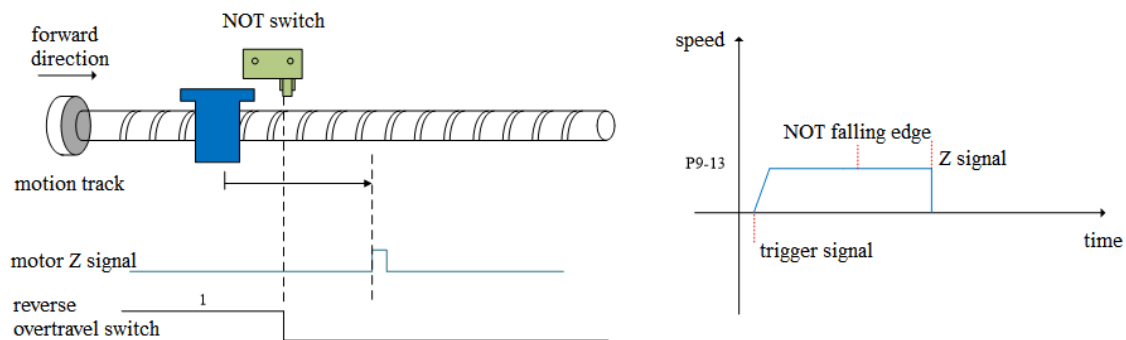 NOT switch
forward
direction
motion track
motor Z signal
1
reverse
overtravel switch
speed
NOT falling edge
Z signal
P9-13
time
trigger signal